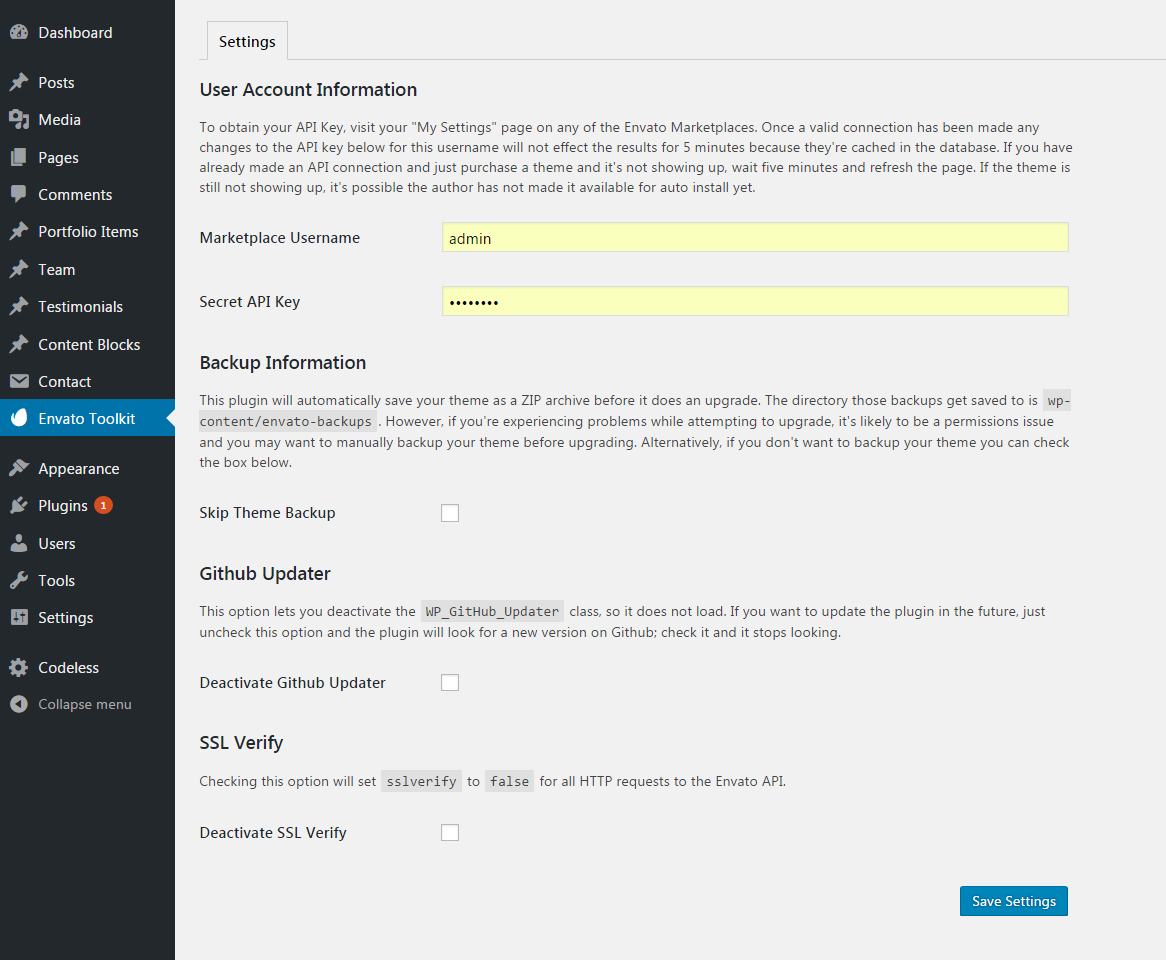 Dashboard
Posts
Media
Pages
Comments
Portfolio Items
Team
Testimonials
Content Blocks
Contact
Envato Toolkit
Appearance
Plugins 1
Users
Tools
Settings
Codeless
Collapse menu
Settings
User Account Information
To obtain your API Key, visit your "My Settings" page on any of the Envato Marketplaces. Once a valid connection has been made any
changes to the API key below for this username will not effect the results for 5 minutes because they're cached in the database. If you have
already made an API connection and just purchase a theme and it's not showing up, wait five minutes and refresh the page. If the theme is
still not showing up, it's possible the author has not made it available for auto install yet.
Marketplace Username
admin
Secret API Key
••••••••
Backup Information
This plugin will automatically save your theme as a ZIP archive before it does an upgrade. The directory those backups get saved to is wp-
content/envato-backups . However, if you're experiencing problems while attempting to upgrade, it's likely to be a permissions issue
and you may want to manually backup your theme before upgrading. Alternatively, if you don't want to backup your theme you can check
the box below.
Skip Theme Backup
Github Updater
This option lets you deactivate the WP_GitHub_Updater class, so it does not load. If you want to update the plugin in the future, just
uncheck this option and the plugin will look for a new version on Github; check it and it stops looking.
Deactivate Github Updater
SSL Verify
Checking this option will set sslverify to false for all HTTP requests to the Envato API.
Deactivate SSL Verify
Save Settings